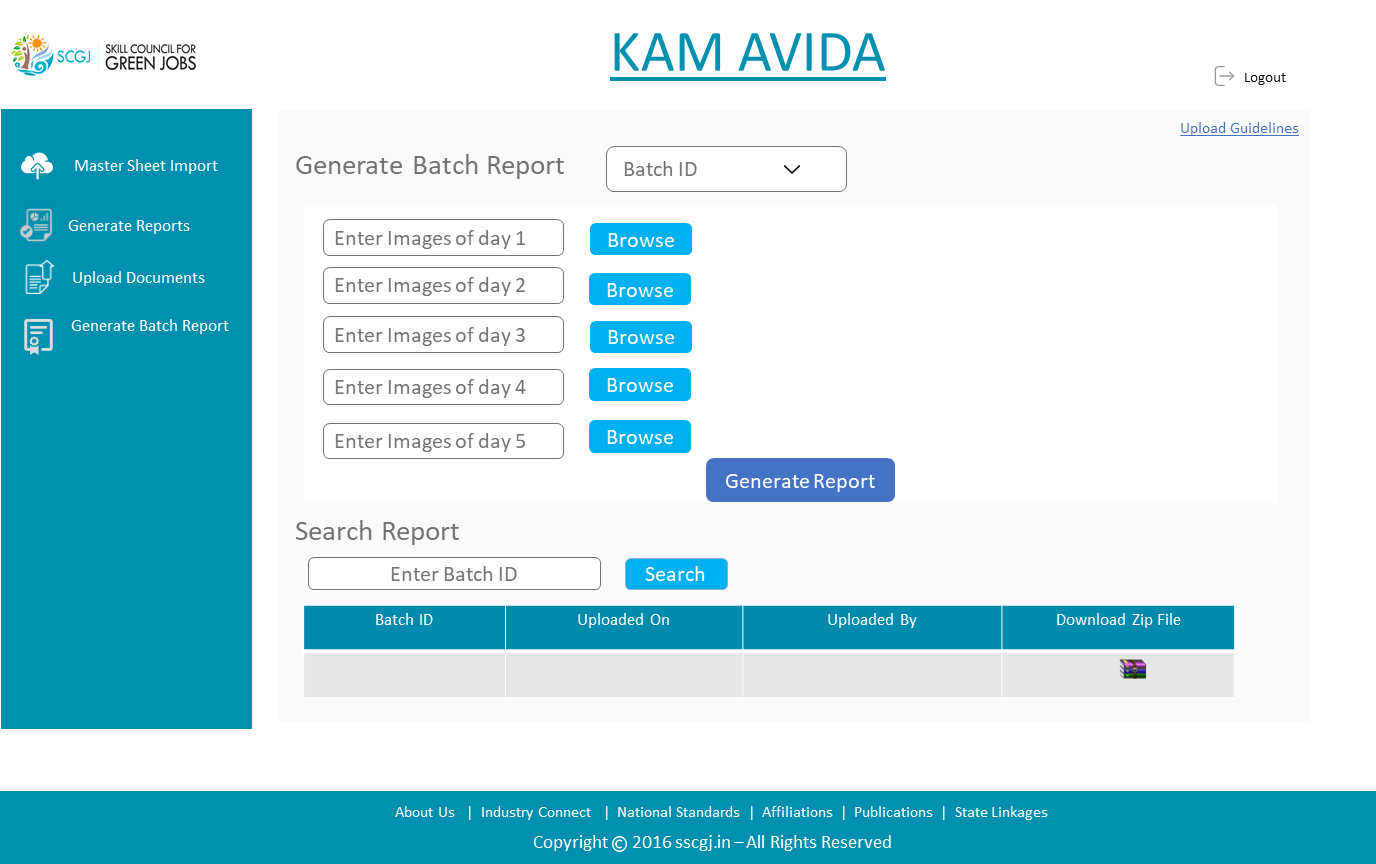 SCGJ
SKILL COUNCIL FOR
GREEN JOBS
KAM AVIDA
Logout
Upload Guidelines
Master Sheet Import
Generate Reports
Upload Documents
Generate Batch Report
Generate Batch Report
Batch ID
Enter Images of day 1
Browse
Enter Images of day 2
Browse
Enter Images of day 3
Browse
Enter Images of day 4
Browse
Enter Images of day 5
Browse
Generate Report
Search Report
Enter Batch ID
Search
Batch ID Uploaded On Uploaded By Download Zip File
About Us | Industry Connect | National Standards | Affiliations | Publications | State Linkages
Copyright © 2016 sscgj.in – All Rights Reserved